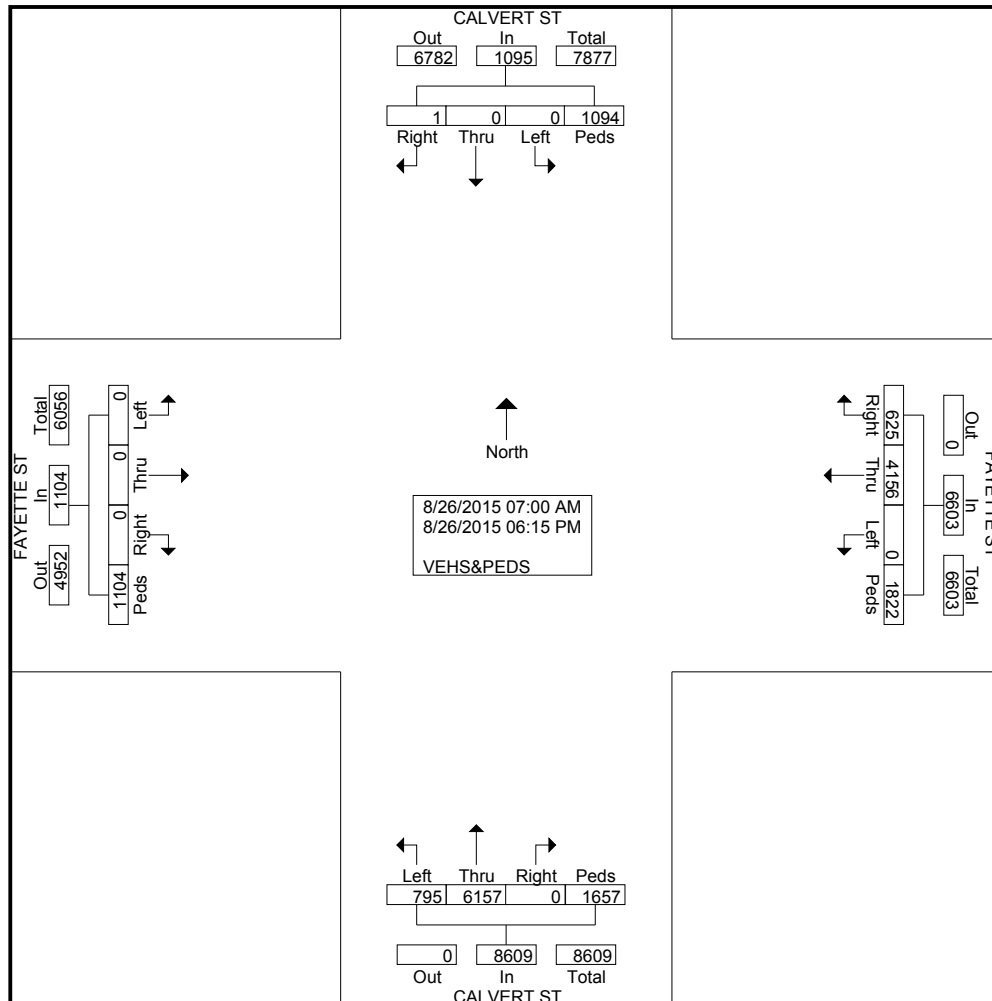 CALVERT ST
Out In Total
6782 1095 7877
1 0 0 1094
Right Thru Left Peds
FAYETTE ST
Total In Out
6056 1104 4952
0 0 0 1104
Left Thru Right Peds
North
8/26/2015 07:00 AM
8/26/2015 06:15 PM
VEHS&PEDS
FAYETTE ST
Out In Total
0 6603 6603
625 4156 0 1822
Right Thru Left Peds
Left Thru Right Peds
795 6157 0 1657
0 8609 8609
Out In Total
CALVERT ST